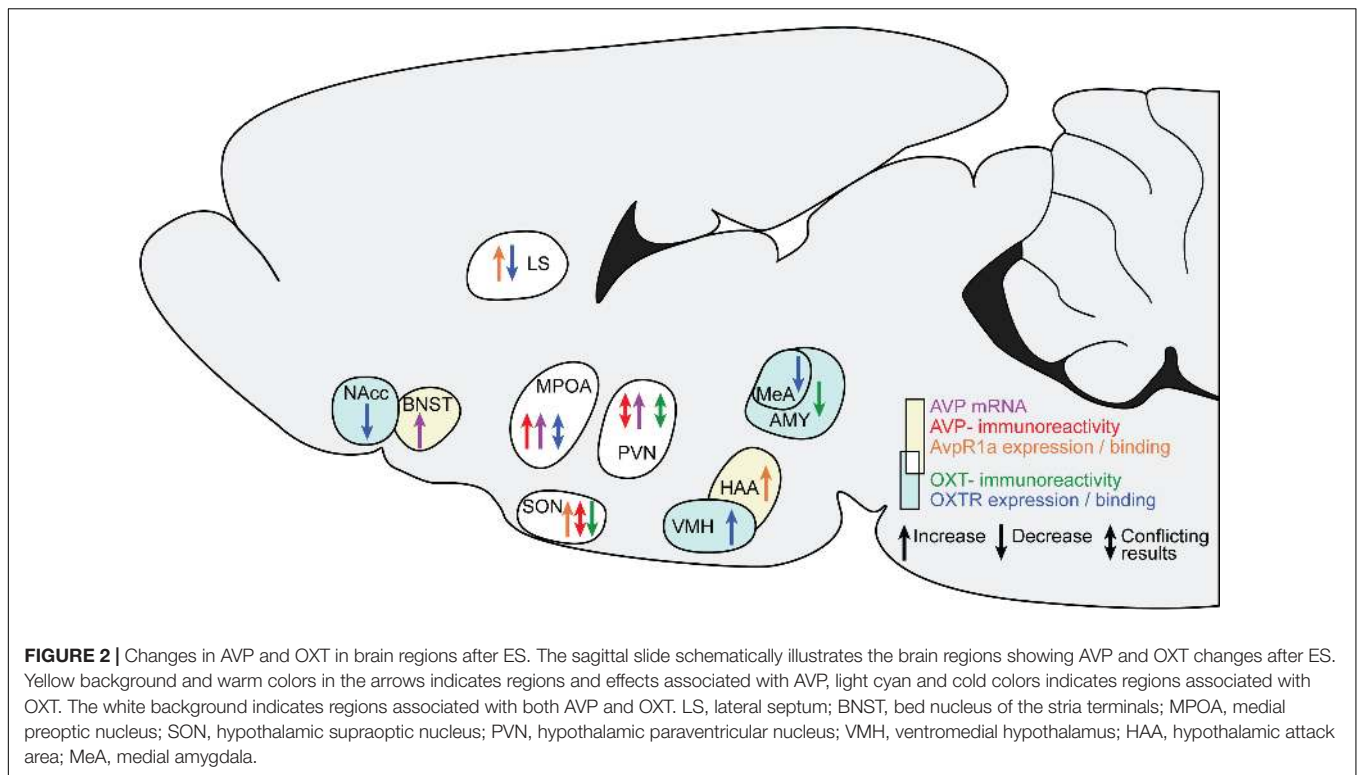 LS
NAcc
BNST
MPOA
PVN
MeA
AMY
SON
HAA
VMH
AVP mRNA
AVP- immunoreactivity
AvpR1a expression / binding
OXT- immunoreactivity
OXTR expression / binding
Increase Decrease Conflicting
results
FIGURE 2 | Changes in AVP and OXT in brain regions after ES. The sagittal slide schematically illustrates the brain regions showing AVP and OXT changes after ES.
Yellow background and warm colors in the arrows indicates regions and effects associated with AVP, light cyan and cold colors indicates regions associated with
OXT. The white background indicates regions associated with both AVP and OXT. LS, lateral septum; BNST, bed nucleus of the stria terminals; MPOA, medial
preoptic nucleus; SON, hypothalamic supraoptic nucleus; PVN, hypothalamic paraventricular nucleus; VMH, ventromedial hypothalamus; HAA, hypothalamic attack
area; MeA, medial amygdala.